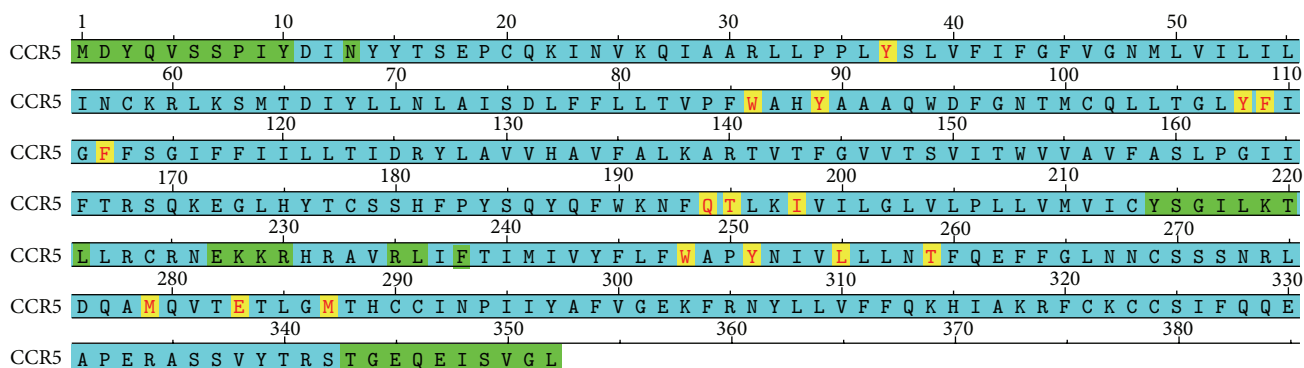 1 10 20 30 40 50
CCR5 M D Y Q V S S P I Y D I N Y Y T S E P C Q K I N V K Q I A A R L L P P L Y S L V F I F G F V G N M L V I L I L
60 70 80 90 100 110
CCR5 I N C K R L K S M T D I Y L L N L A I S D L F F L L T V P F W A H Y A A A Q W D F G N T M C Q L L T G L Y F I
120 130 140 150 160
CCR5 G F F S G I F F I I L L T I D R Y L A V V H A V F A L K A R T V T F G V V T S V I T W V V A V F A S L P G I I
170 180 190 200 210 220
CCR5 F T R S Q K E G L H Y T C S S H F P Y S Q Y Q F W K N F Q T L K I V I L G L V L P L L V M V I C Y S G I L K T
230 240 250 260 270
CCR5 L L R C R N E K K R H R A V R L I F T I M I V Y F L F W A P Y N I V L L L N T F Q E F F G L N N C S S S N R L
280 290 300 310 320 330
CCR5 D Q A M Q V T E T L G M T H C C I N P I I Y A F V G E K F R N Y L L V F F Q K H I A K R F C K C C S I F Q Q E
340 350 360 370 380
CCR5 A P E R A S S V Y T R S T G E Q E I S V G L